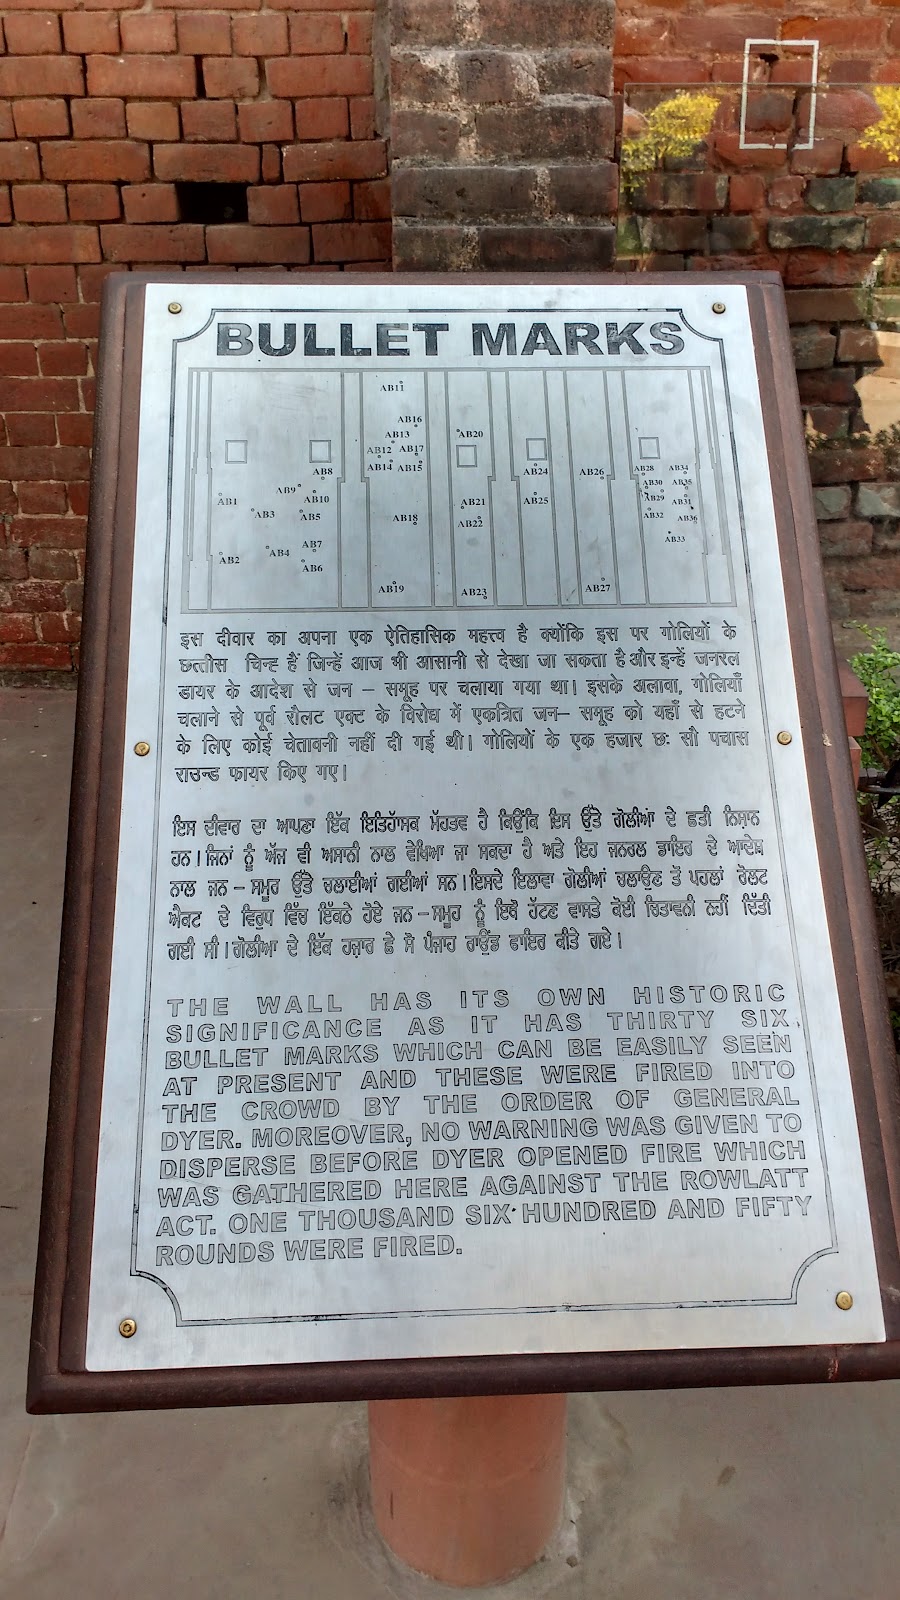 BULLET MARKS
AB11
AB16
AB13
AB20
AB12 AB17
AB14 AB15
AB8
AB24
AB26
AB28 AB34
AB30 AB35
AB9
AB10
AB29
AB1
AB21
AB25
AB31
AB3
AB5
AB18
AB22
AB32
AB36
AB7
AB4
AB33
AB2
AB6
AB19
AB23
AB27
इस दीवार का अपना एक ऐतिहासिक महत्त्व है क्योंकि इस पर गोलियों के
छत्तीस चिन्ह हैं जिन्हें आज भी आसानी से देखा जा सकता है और इन्हें जनरल
डायर के आदेश से जन – समूह पर चलाया गया था। इसके अलावा, गोलियाँ
चलाने से पूर्व रौलट एक्ट के विरोध में एकत्रित जन– समूह को यहाँ से हटने
के लिए कोई चेतावनी नहीं दी गई थी। गोलियों के एक हजार छः सौ पचास
राउन्ड फायर किए गए।
ਇਸ ਦੀਵਾਰ ਦਾ ਆਪਣਾ ਇੱਕ ਇਤਿਹਾਸਕ ਮੱਹਤਵ ਹੈ ਕਿਉਂਕਿ ਇਸ ਉੱਤੇ ਗੋਲੀਆਂ ਦੇ ਛਤੀ ਨਿਸ਼ਾਨ
ਹਨ। ਜਿਨਾਂ ਨੂੰ ਅੱਜ ਵੀ ਅਸਾਨੀ ਨਾਲ ਵੇਖਿਆ ਜਾ ਸਕਦਾ ਹੈ ਅਤੇ ਇਹ ਜਨਰਲ ਡਾਇਰ ਦੇ ਆਦੇਸ਼
ਨਾਲ ਜਨ – ਸਮੂਹ ਉੱਤੇ ਚਲਾਈਆਂ ਗਈਆਂ ਸਨ। ਇਸਦੇ ਇਲਾਵਾ ਗੋਲੀਆਂ ਚਲਾਉਣ ਤੋਂ ਪਹਲਾਂ ਰੋਲਟ
ਐਕਟ ਦੇ ਵਿਰੁਧ ਵਿੱਚ ਇੱਕਠੇ ਹੋਏ ਜਨ – ਸਮੂਹ ਨੂੰ ਇਥੋਂ ਹੱਟਣ ਵਾਸਤੇ ਕੋਈ ਚਿਤਾਵਨੀ ਨਹੀਂ ਦਿੱਤੀ
ਗਈ ਸੀ। ਗੋਲੀਆ ਦੇ ਇੱਕ ਹਜ਼ਾਰ ਛੇ ਸੋ ਪੰਜਾਹ ਰਾਉਂਡ ਫਾਇਰ ਕੀਤੇ ਗਏ।
THE WALL HAS ITS OWN HISTORIC
SIGNIFICANCE AS IT HAS THIRTY SIX
BULLET MARKS WHICH CAN BE EASILY SEEN
AT PRESENT AND THESE WERE FIRED INTO
THE CROWD BY THE ORDER OF GENERAL
DYER. MOREOVER, NO WARNING WAS GIVEN TO
DISPERSE BEFORE DYER OPENED FIRE WHICH
WAS GATHERED HERE AGAINST THE ROWLATT
ACT. ONE THOUSAND SIX HUNDRED AND FIFTY
ROUNDS WERE FIRED.